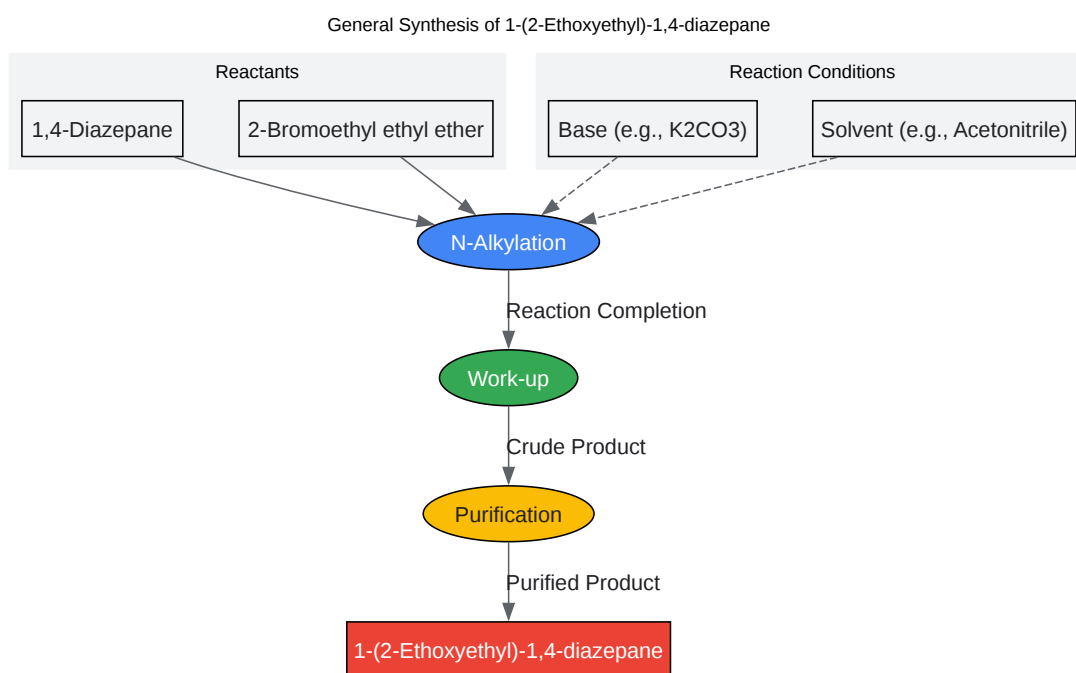 General Synthesis of 1-(2-Ethoxyethyl)-1,4-diazepane
Reactants
Reaction Conditions
1,4-Diazepane
2-Bromoethyl ethyl ether
Base (e.g., K2CO3)
Solvent (e.g., Acetonitrile)
N-Alkylation
Reaction Completion
Work-up
Crude Product
Purification
Purified Product
1-(2-Ethoxyethyl)-1,4-diazepane